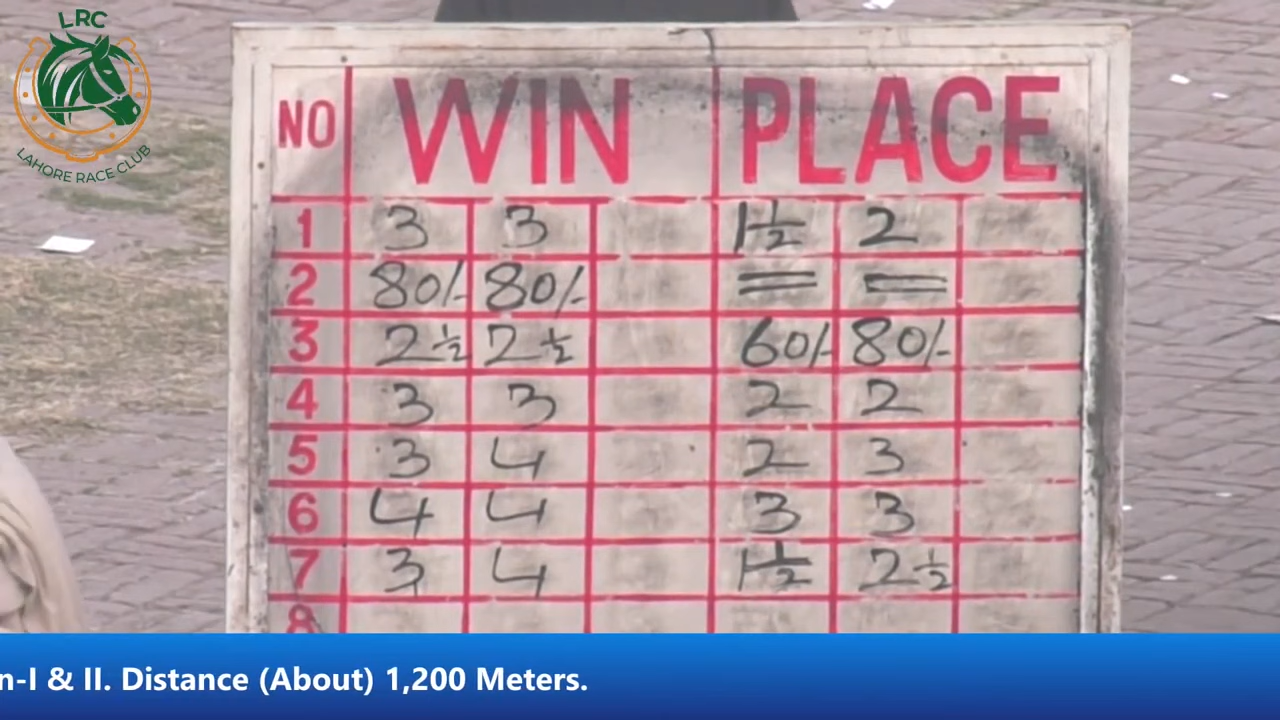 LRC
LAHORE RACE CLUB
NO WIN PLACE
1 3 3 1½ 2
2 80/- 80/- = =
3 2½ 2½ 60/- 80/-
4 3 3 2 2
5 3 4 2 3
6 4 4 3 3
7 3 4 1½ 2½
8
n-I & II. Distance (About) 1,200 Meters.